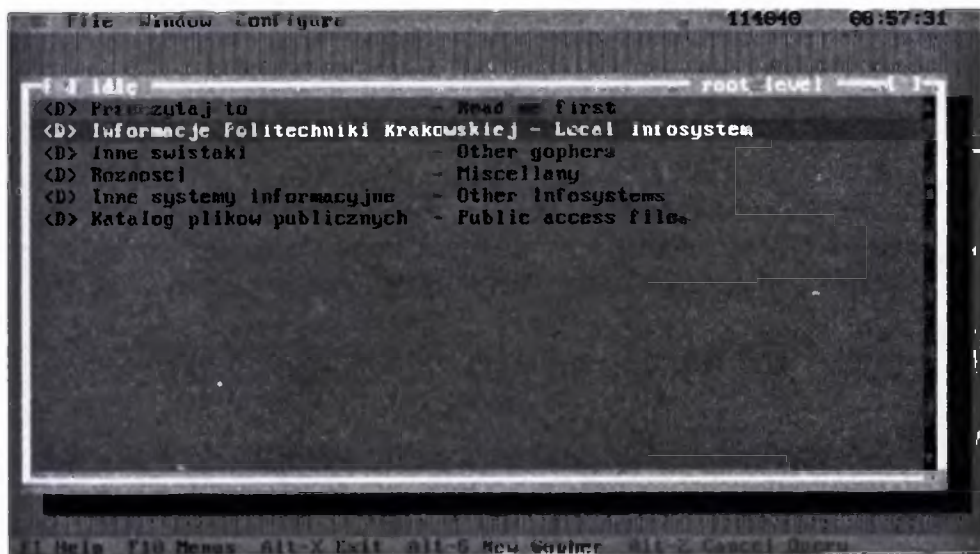 File Window Configure 114040 08:57:31
idle root level
<D> Przeczytaj to - Read me first
<D> Informacje Politechniki Krakowskiej - Local Infosystem
<D> Inne swistaki - Other gophers
<D> Roznosci - Miscellany
<D> Inne systemy informacyjne - Other Infosystems
<D> Katalog plikow publicznych - Public access files
F1 Help F10 Menus Alt-X Exit Alt-G New Gopher Alt-Z Cancel Query